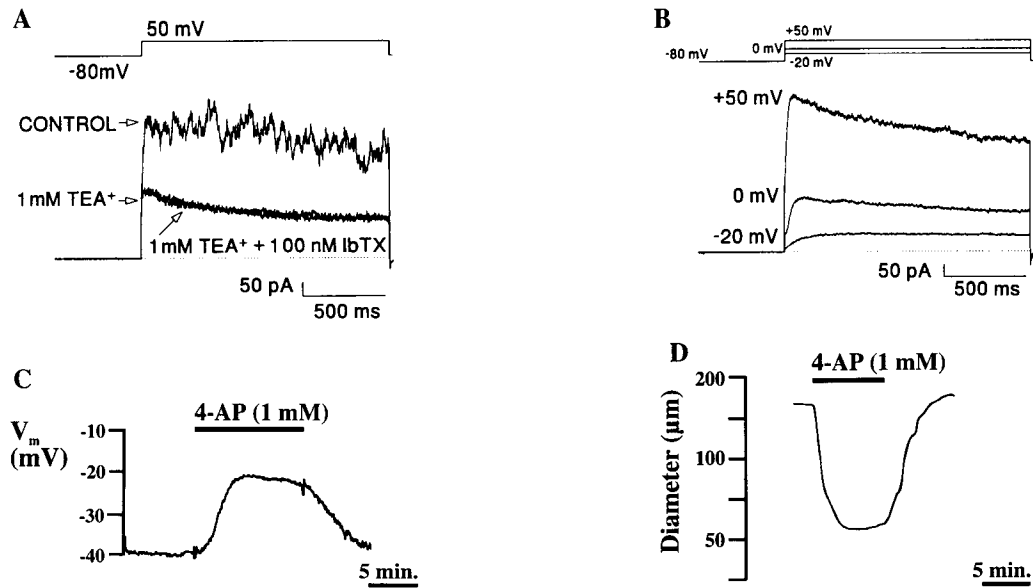 A
50 mV
-80mV
CONTROL
1 mM TEA+
1 mM TEA+ + 100 nM IbTX
50 pA
500 ms
B
+50 mV
0 mV
-20 mV
-80 mV
+50 mV
0 mV
-20 mV
50 pA
500 ms
C
4-AP (1 mM)
Vm
(mV)
-10
-20
-30
-40
5 min.
D
4-AP (1 mM)
Diameter (μm)
200
100
50
5 min.